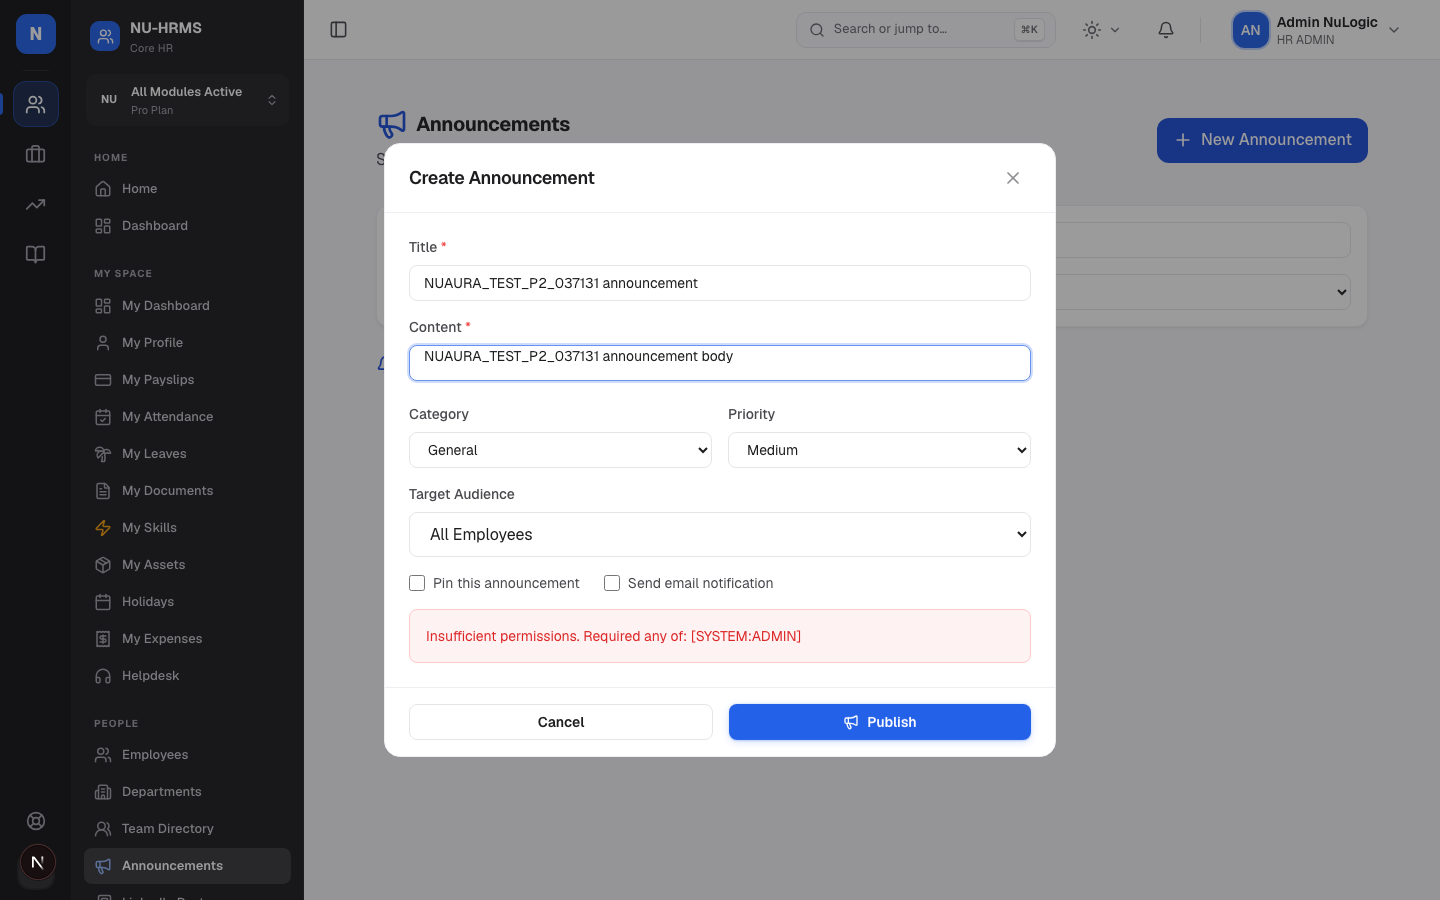 N
NU-HRMS
Core HR
NU
All Modules Active
Pro Plan
HOME
Home
Dashboard
MY SPACE
My Dashboard
My Profile
My Payslips
My Attendance
My Leaves
My Documents
My Skills
My Assets
Holidays
My Expenses
Helpdesk
PEOPLE
Employees
Departments
Team Directory
Announcements
N
Search or jump to...
⌘K
AN
Admin NuLogic
HR ADMIN
Announcements
New Announcement
Create Announcement
Title *
NUAURA_TEST_P2_037131 announcement
Content *
NUAURA_TEST_P2_037131 announcement body
Category
Priority
General
Medium
Target Audience
All Employees
Pin this announcement
Send email notification
Insufficient permissions. Required any of: [SYSTEM:ADMIN]
Cancel
Publish